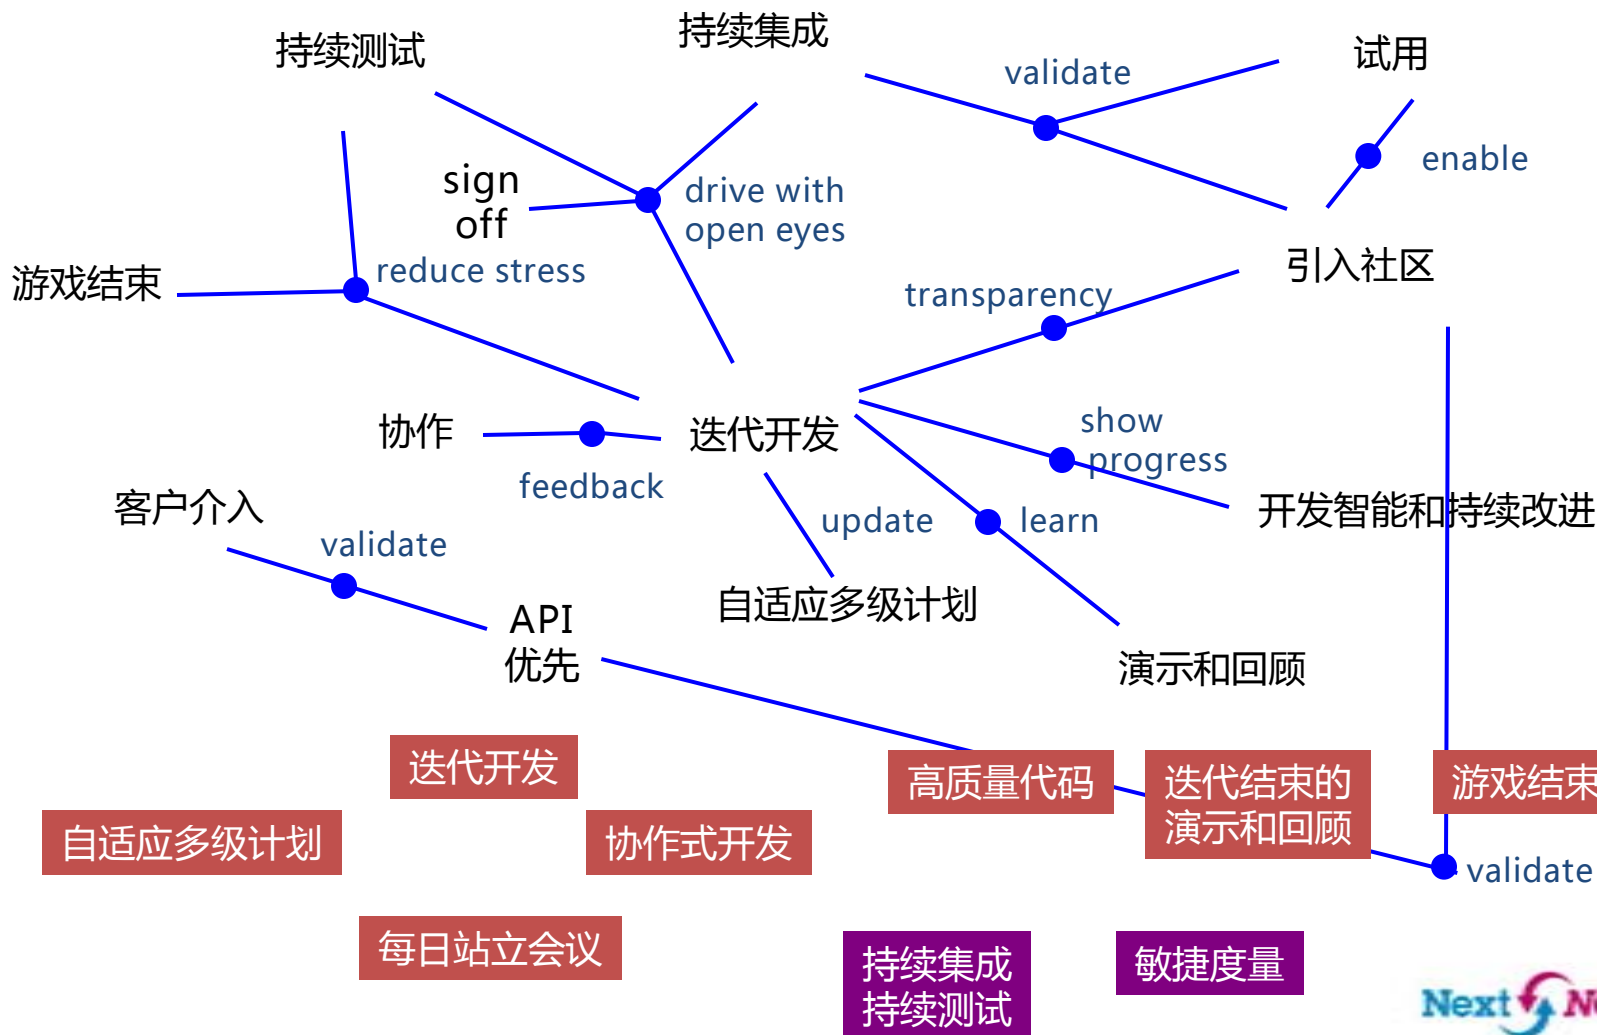 持续集成
持续测试
试用
validate
enable
sign
off
drive with
open eyes
引入社区
reduce stress
游戏结束
transparency
协作
迭代开发
show
progress
feedback
客户介入
开发智能和持续改进
update
learn
validate
自适应多级计划
API
优先
演示和回顾
迭代开发
高质量代码
迭代结束的
演示和回顾
游戏结束
自适应多级计划
协作式开发
validate
每日站立会议
持续集成
持续测试
敏捷度量
Next